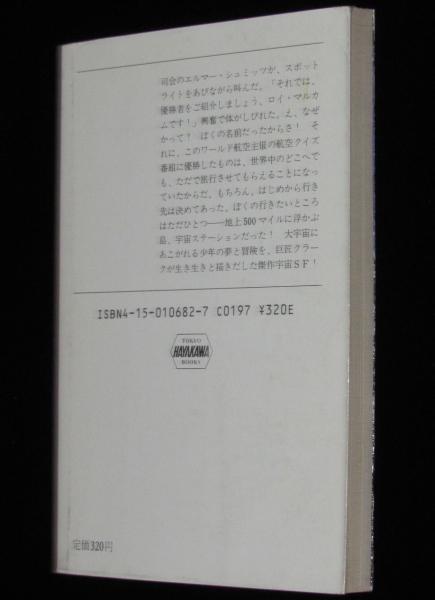 司会のエルマー・シュミッツが、スポット
ライトをあびながら叫んだ。「それでは、
優勝者をご紹介しましょう、ロイ・マルカ
ムです！」興奮で体がしびれた。え、なぜ
かって？　ぼくの名前だったからさ！　そ
れに、このワールド航空主催の航空クイズ
番組に優勝したものは、世界中のどこへで
も、ただで旅行させてもらえることになっ
ていたからだ。もちろん、はじめから行き
先は決めてあった。ぼくの行きたいところ
はただひとつ――地上500マイルに浮かぶ
島、宇宙ステーションだった！　大宇宙に
あこがれる少年の夢と冒険を、巨匠クラー
クが生き生きと描きだした傑作宇宙ＳＦ！
ISBN4-15-010682-7 C0197 ¥320E
TOKYO
HAYAKAWA
BOOKS
定価320円